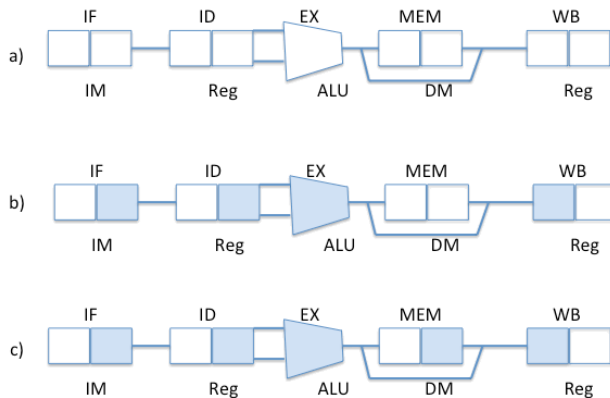 IF ID EX MEM WB
a)
IM Reg ALU DM Reg
IF ID EX MEM WB
b)
IM Reg ALU DM Reg
IF ID EX MEM WB
c)
IM Reg ALU DM Reg